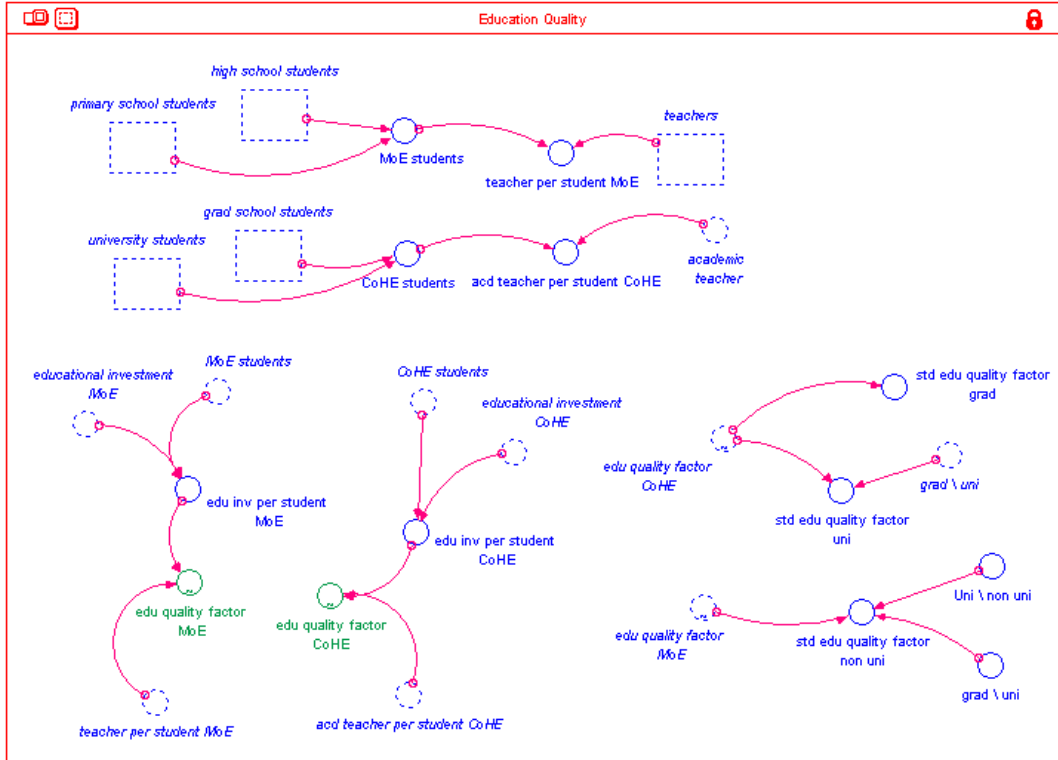 Education Quality
high school students
primary school students
teachers
MoE students
teacher per student MoE
grad school students
university students
academic
teacher
CoHE students
acd teacher per student CoHE
MoE students
educational investment
MoE
CoHE students
educational investment
CoHE
std edu quality factor
grad
edu quality factor
CoHE
grad \ uni
edu inv per student
MoE
std edu quality factor
uni
edu inv per student
CoHE
edu quality factor
MoE
edu quality factor
CoHE
Uni \ non uni
edu quality factor
MoE
std edu quality factor
non uni
grad \ uni
teacher per student MoE
acd teacher per student CoHE